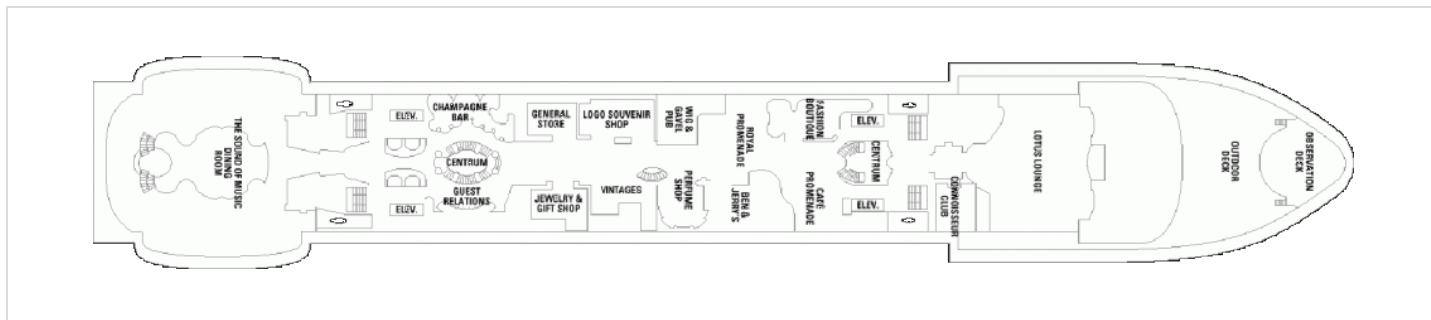 THE SOUND OF MUSIC
DINING
ROOM
ELEV.
ELEV.
CHAMPAGNE
BAR
CENTRUM
GUEST
RELATIONS
GENERAL
STORE
JEWELRY &
GIFT SHOP
LOGO SOUVENIR
SHOP
VINTAGES
WIG &
GAVEL
PUB
PERFUME
SHOP
ROYAL
PROMENADE
BEN &
JERRY'S
FASHION
BOUTIQUE
CAFÉ
PROMENADE
ELEV.
CENTRUM
ELEV.
CONNOISSEUR
CLUB
LOTUS LOUNGE
OUTDOOR
DECK
OBSERVATION
DECK